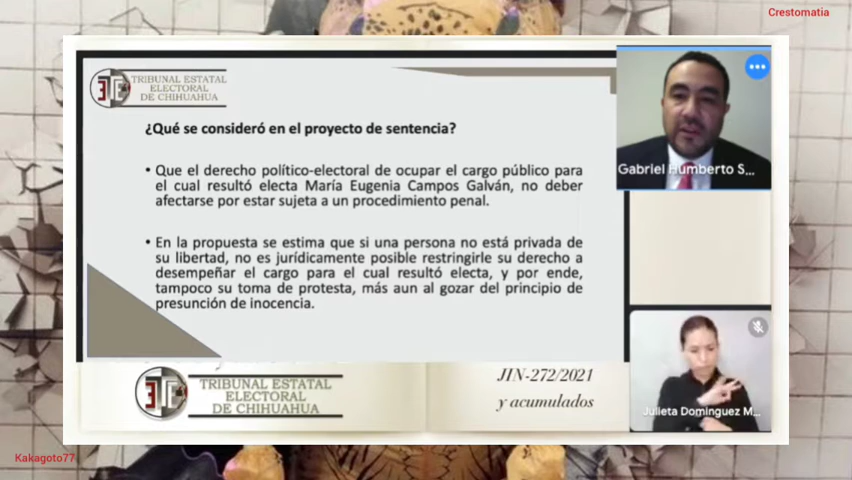 Crestomatia
TRIBUNAL ESTATAL
ELECTORAL
DE CHIHUAHUA
¿Qué se consideró en el proyecto de sentencia?
• Que el derecho político-electoral de ocupar el cargo público para
el cual resultó electa María Eugenia Campos Galván, no deber
afectarse por estar sujeta a un procedimiento penal.
• En la propuesta se estima que si una persona no está privada de
su libertad, no es jurídicamente posible restringirle su derecho a
desempeñar el cargo para el cual resultó electa, y por ende,
tampoco su toma de protesta, más aun al gozar del principio de
presunción de inocencia.
Gabriel Humberto S...
TRIBUNAL ESTATAL
ELECTORAL
DE CHIHUAHUA
JIN-272/2021
y acumulados
Julieta Dominguez M...
Kakagoto77